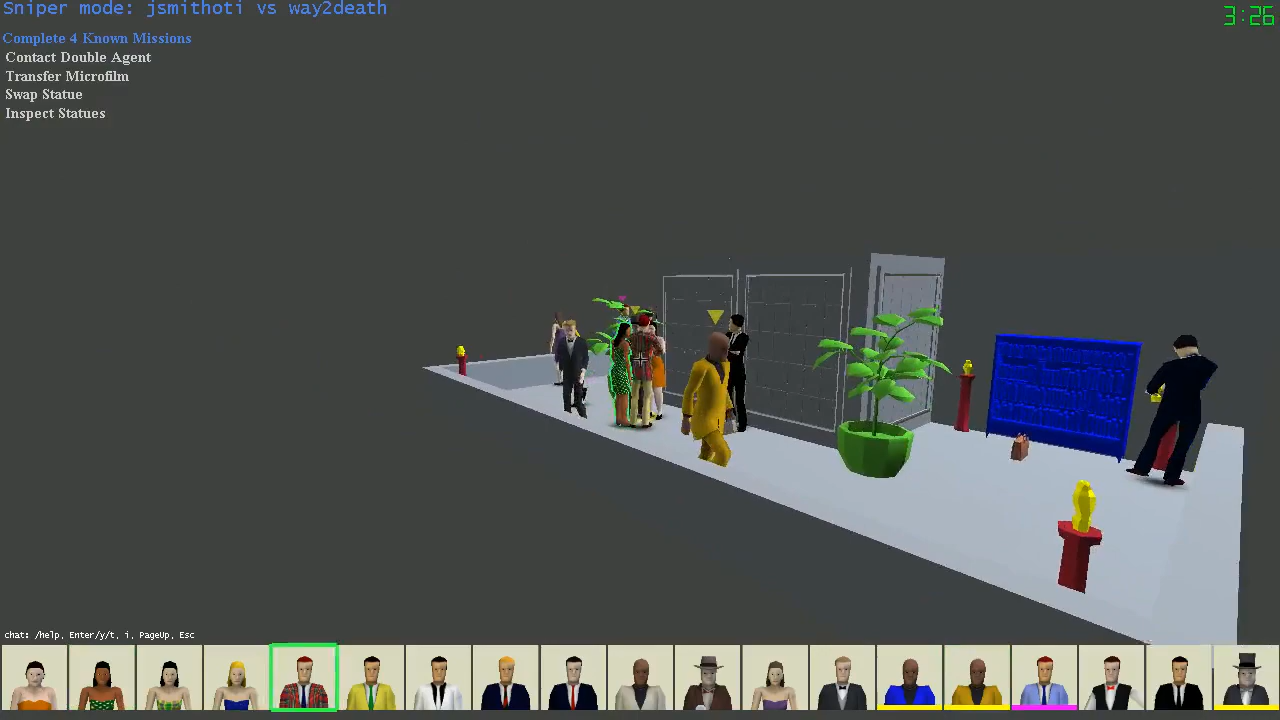 Sniper mode: jsmithoti vs way2death
3:26
Complete 4 Known Missions
Contact Double Agent
Transfer Microfilm
Swap Statue
Inspect Statues
chat: /help, Enter/y/t, i, PageUp, Esc